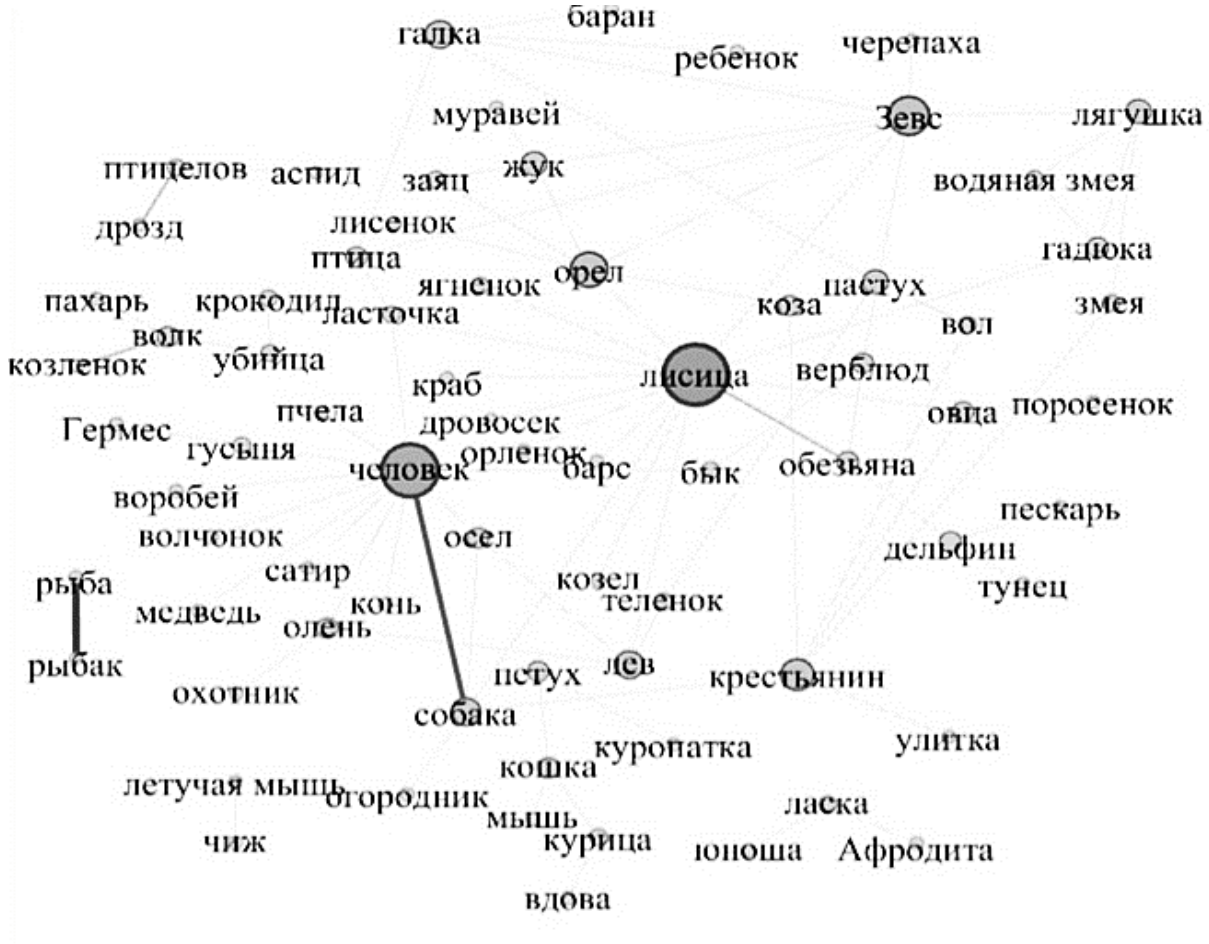 баран
галка
черепаха
ребенок
муравей
Зевс
лягушка
птицелов
аспид
заяц
жук
водяная змея
дрозд
лисенок
птица
гадюка
орел
ягненок
пастух
пахарь
крокодил
коза
змея
ласточка
вол
волк
убийца
козленок
лисица
верблюд
краб
пчела
овца
поросенок
дровосек
Гермес
гусыня
орленок
человек
барс
бык
обезьяна
воробей
пескарь
волчонок
осел
дельфин
сатир
козел
тунец
рыба
теленок
медведь
конь
олень
рыбак
петух
лев
крестьянин
охотник
собака
улитка
куропатка
кошка
летучая мышь
огородник
ласка
мышь
чиж
курица
юноша
Афродита
вдова